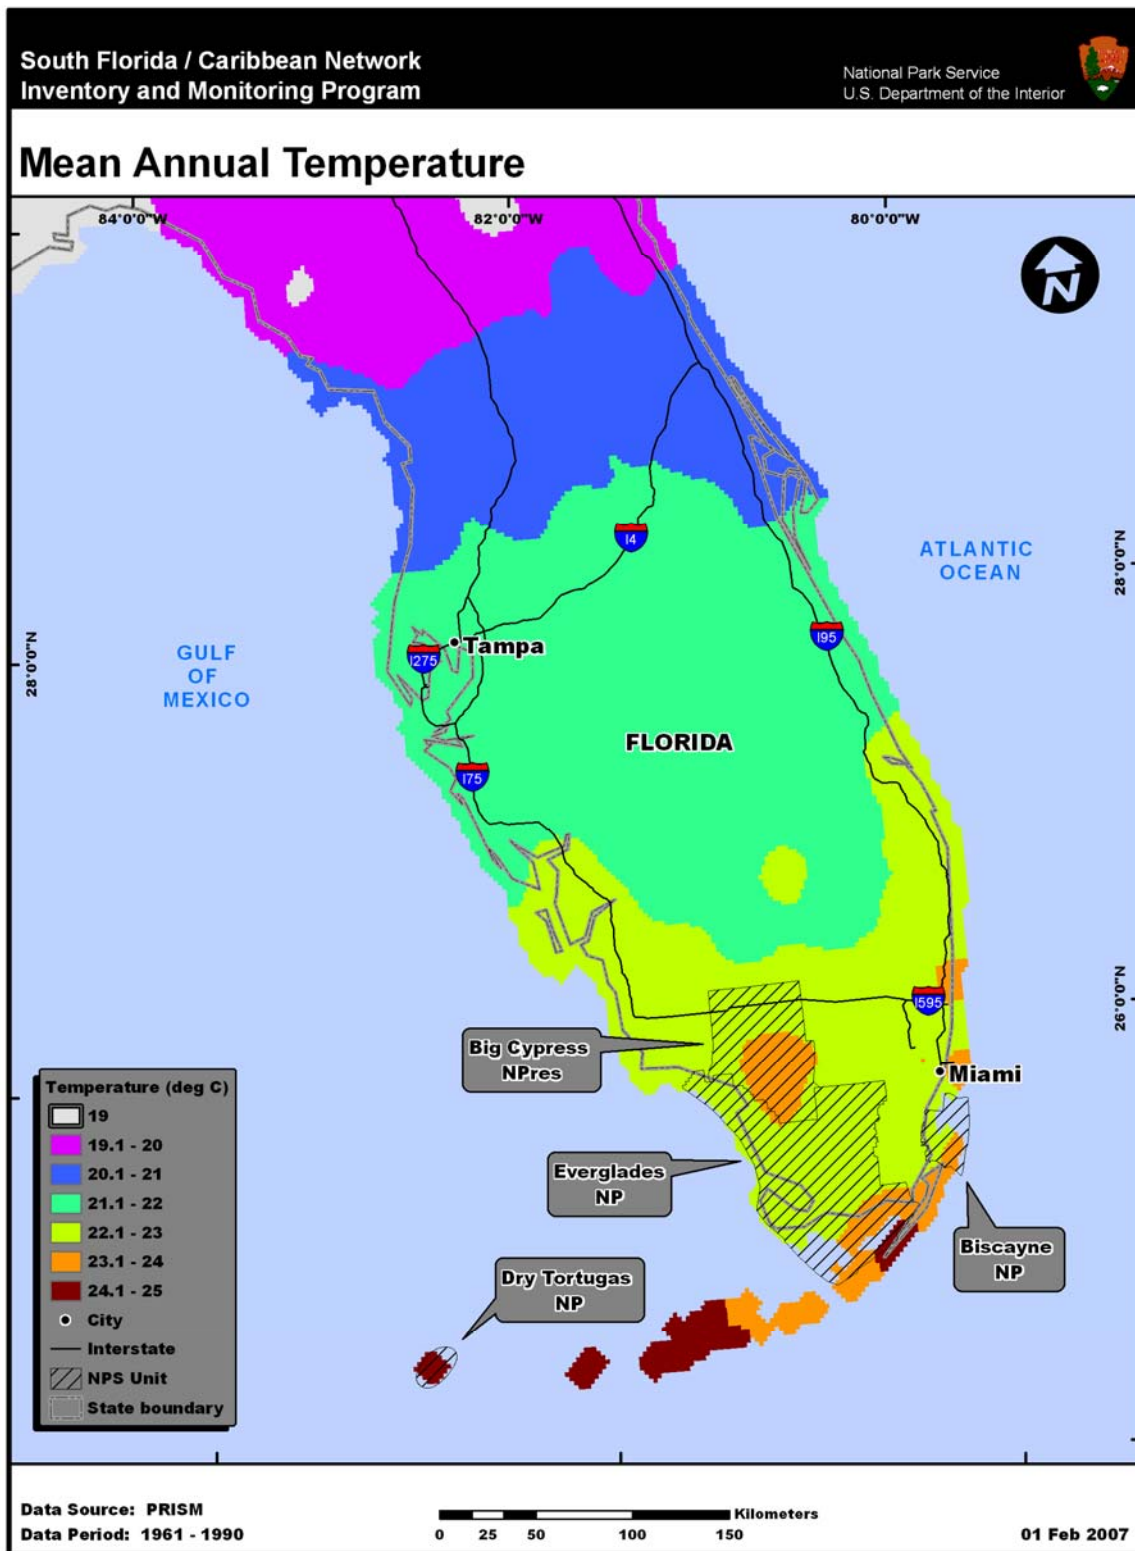 South Florida / Caribbean Network
Inventory and Monitoring Program
National Park Service
U.S. Department of the Interior
Mean Annual Temperature
84°0'0"W
82°0'0"W
80°0'0"W
N
ATLANTIC
OCEAN
28°0'0"N
I4
I95
GULF
OF
MEXICO
28°0'0"N
Tampa
I275
FLORIDA
I75
26°0'0"N
I595
Big Cypress
NPres
Miami
Everglades
NP
Biscayne
NP
Dry Tortugas
NP
Temperature (deg C)
19
19.1 - 20
20.1 - 21
21.1 - 22
22.1 - 23
23.1 - 24
24.1 - 25
City
Interstate
NPS Unit
State boundary
Data Source: PRISM
Data Period: 1961 - 1990
Kilometers
0 25 50 100 150
01 Feb 2007